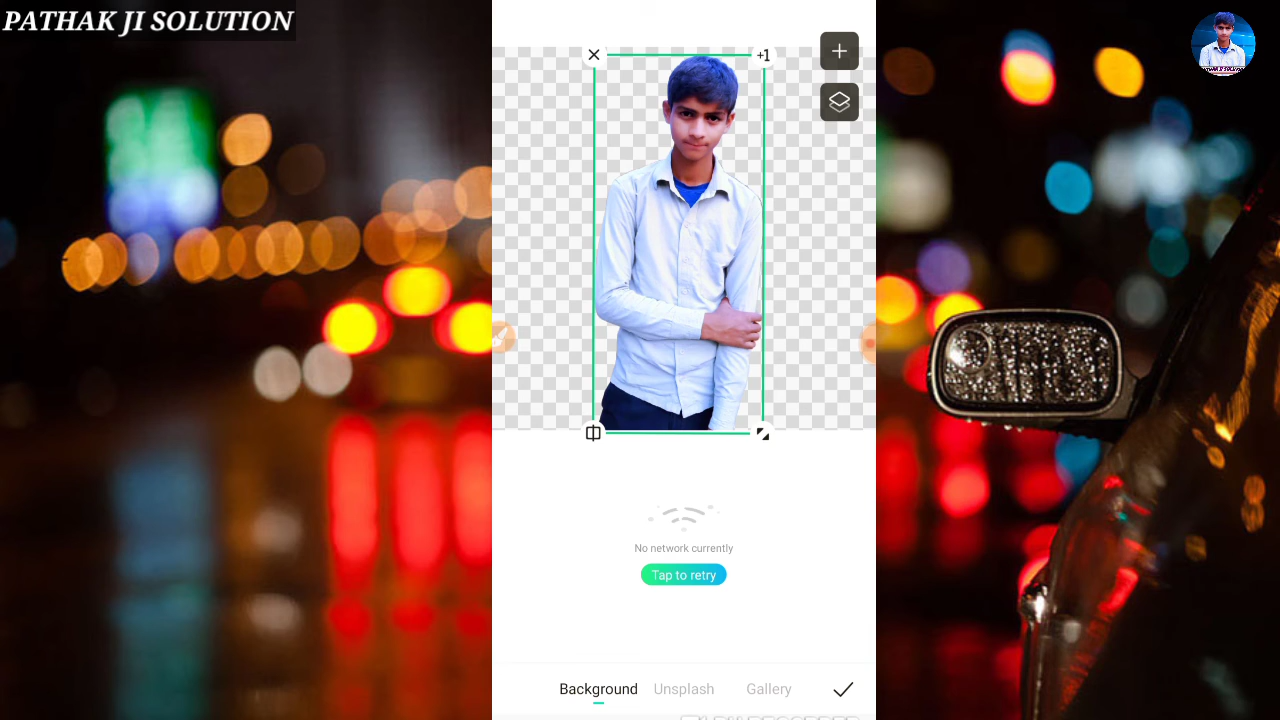 PATHAK JI SOLUTION
+1
No network currently
Tap to retry
Background
Unsplash
Gallery